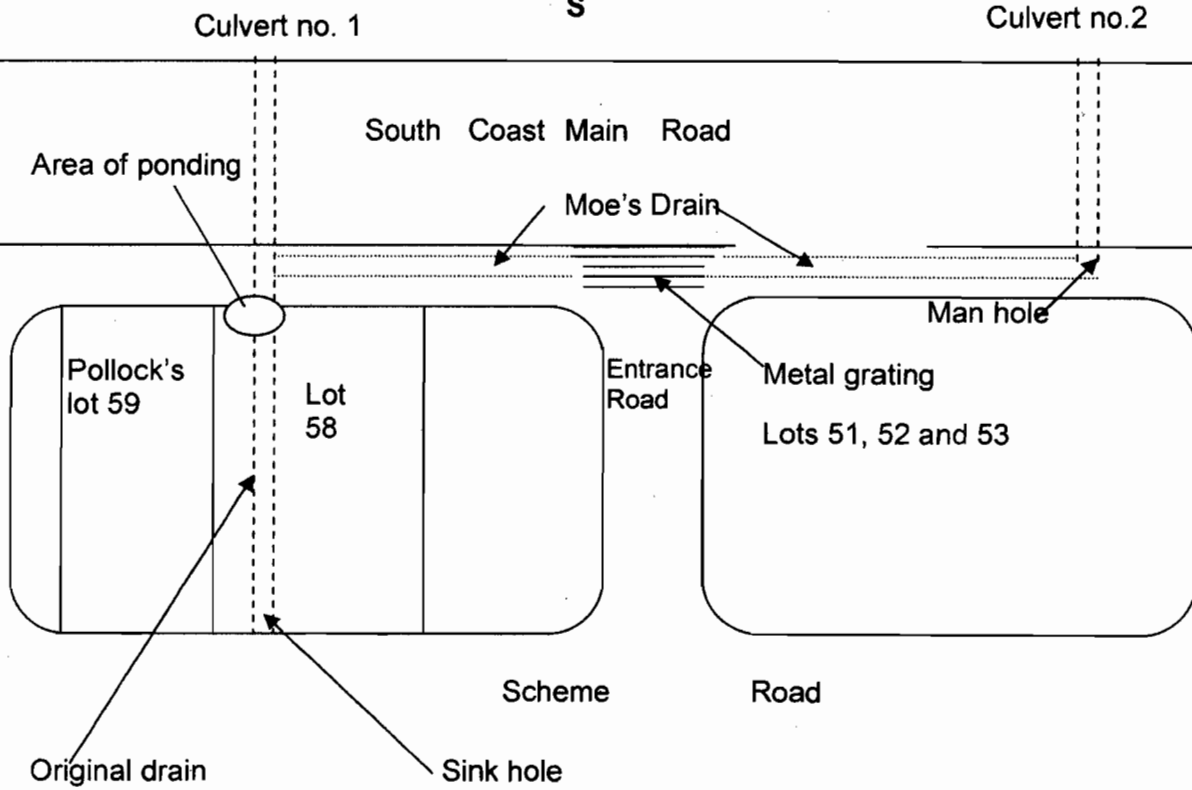 S
Culvert no. 1
Culvert no.2
South Coast Main Road
Area of ponding
Moe's Drain
Man hole
Pollock's
lot 59
Lot
58
Entrance
Road
Metal grating
Lots 51, 52 and 53
Scheme Road
Original drain
Sink hole